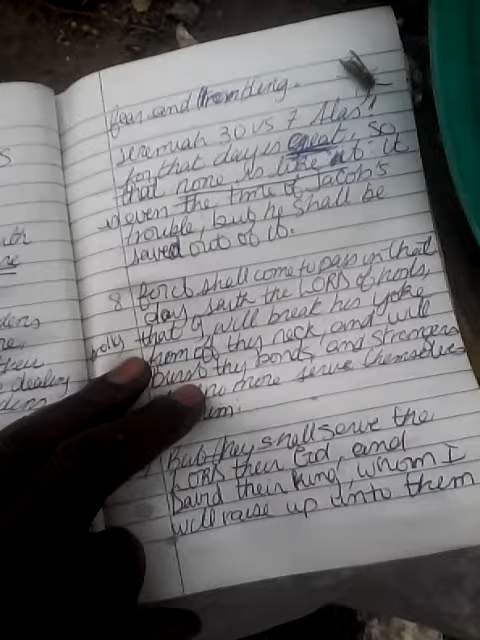 S
fear and trembling.
Jeremiah 30 vs 7 Alas!
for that day is great, so
that none is like it: it
is even the time of Jacob's
trouble, but he shall be
saved out of it.
8 for it shall come to pass in that
day, saith the LORD of hosts,
that I will break his yoke
from off thy neck, and will
burst thy bonds, and strangers
no more serve themselves
But they shall serve the
LORD their God, and
David their King, whom I
will raise up unto them
dealing